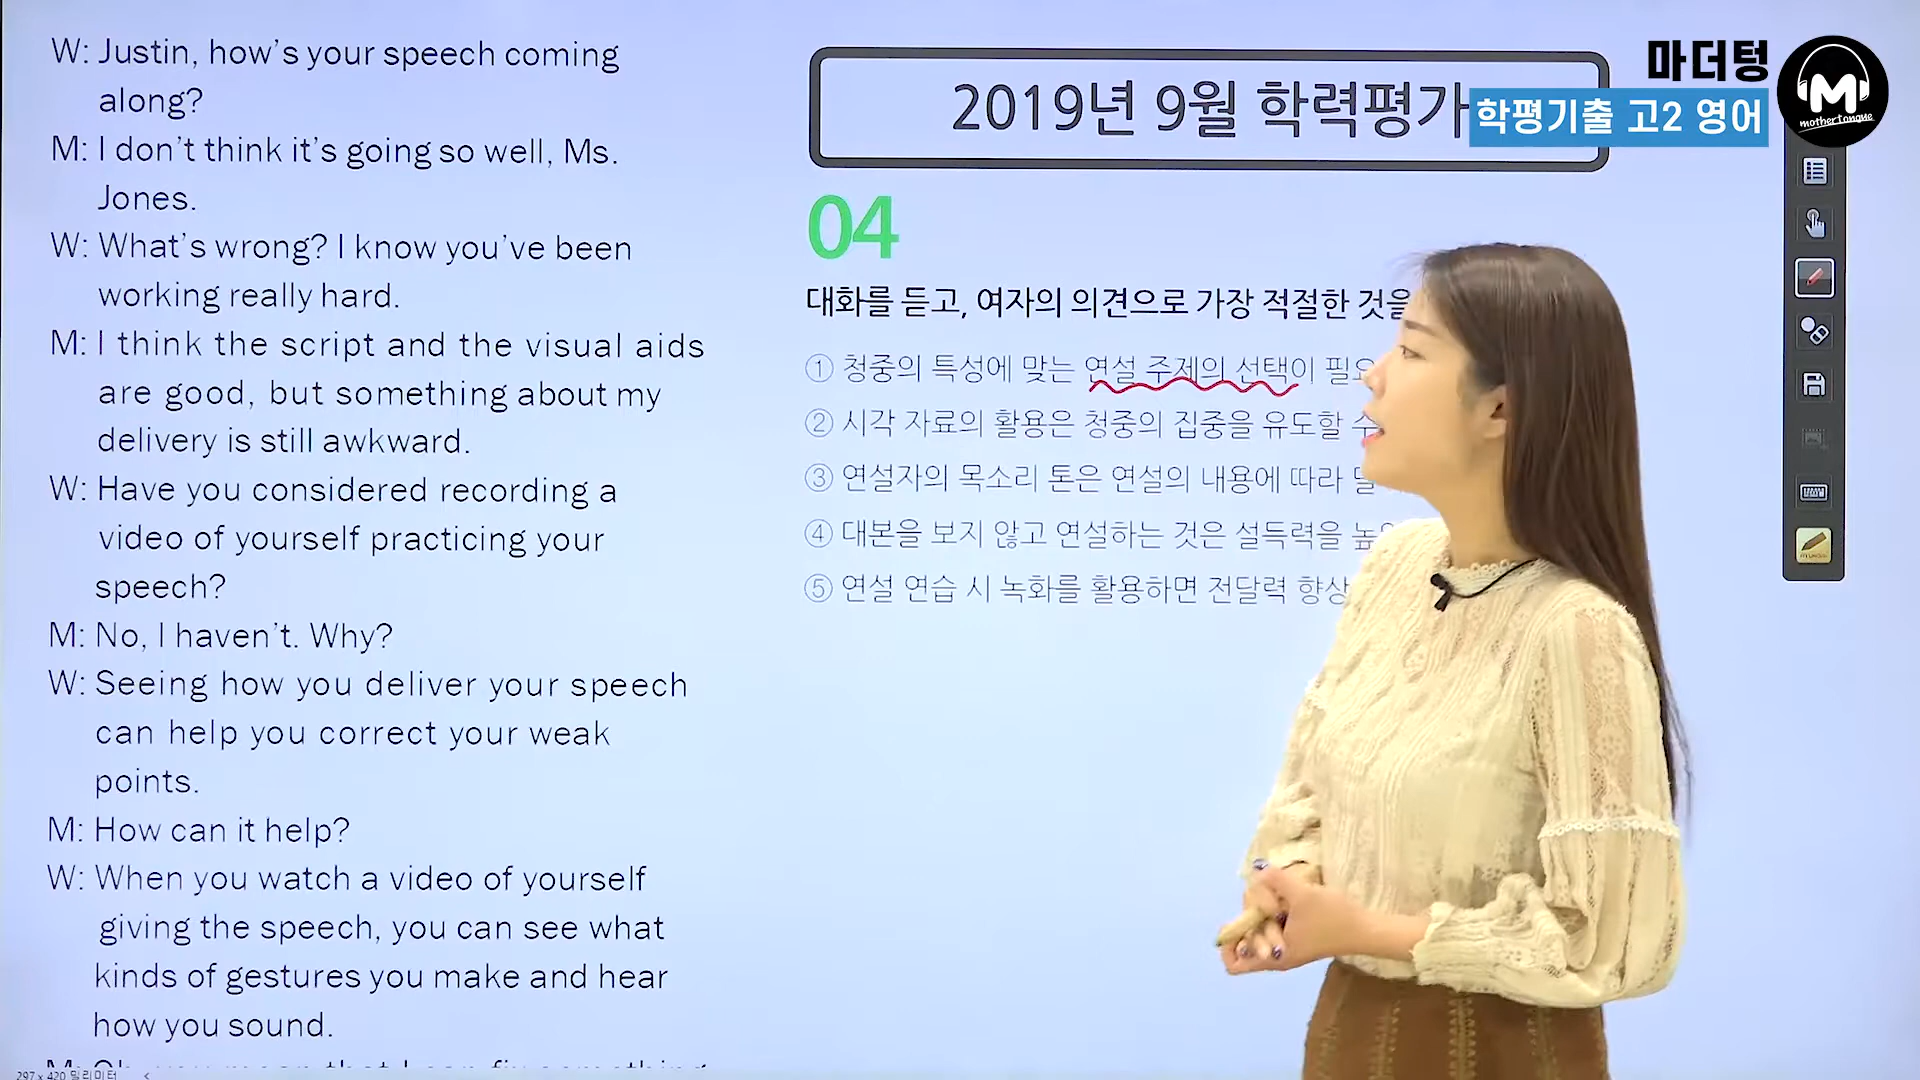 W: Justin, how's your speech coming
along?
M: I don't think it's going so well, Ms.
Jones.
W: What's wrong? I know you've been
working really hard.
M: I think the script and the visual aids
are good, but something about my
delivery is still awkward.
W: Have you considered recording a
video of yourself practicing your
speech?
M: No, I haven't. Why?
W: Seeing how you deliver your speech
can help you correct your weak
points.
M: How can it help?
W: When you watch a video of yourself
giving the speech, you can see what
kinds of gestures you make and hear
how you sound.
297 x 420 밀리미터
2019년 9월 학력평가
마더텅
학평기출 고2 영어
M
mothertongue
04
대화를 듣고, 여자의 의견으로 가장 적절한 것을
① 청중의 특성에 맞는 연설 주제의 선택이
② 시각 자료의 활용은 청중의 집중을 유도할
③ 연설자의 목소리 톤은 연설의 내용에 따라
④ 대본을 보지 않고 연설하는 것은 설득력을
⑤ 연설 연습 시 녹화를 활용하면 전달력 향상